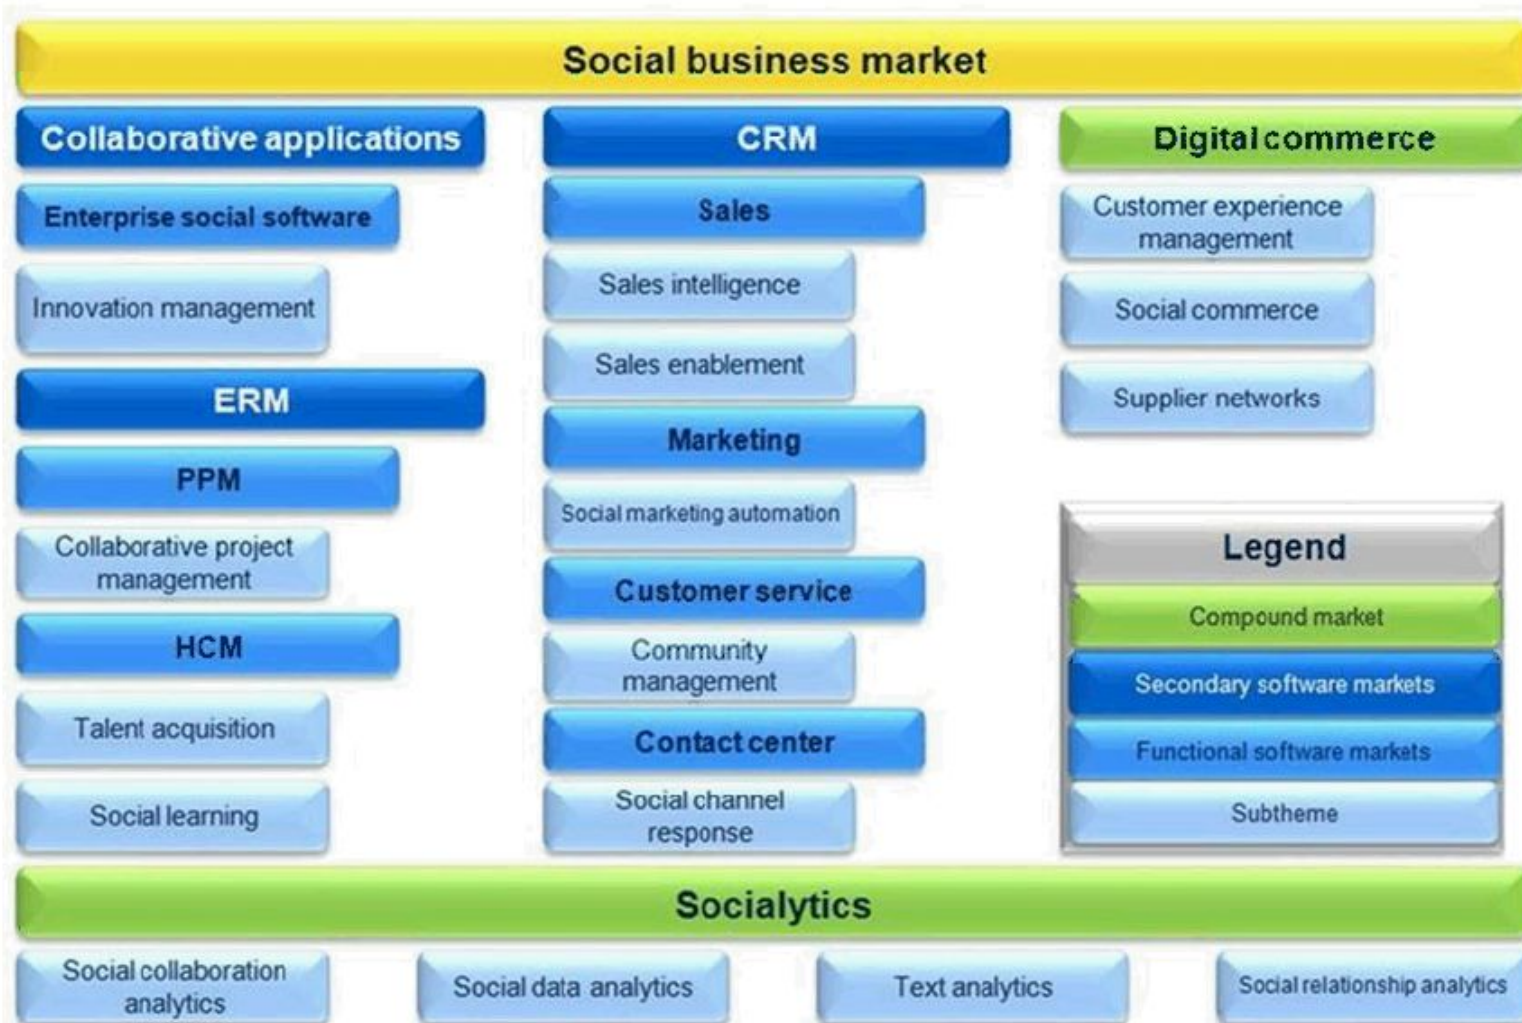 Social business market
Collaborative applications
Enterprise social software
Innovation management
ERM
PPM
Collaborative project
management
HCM
Talent acquisition
Social learning
CRM
Sales
Sales intelligence
Sales enablement
Marketing
Social marketing automation
Customer service
Community
management
Contact center
Social channel
response
Digital commerce
Customer experience
management
Social commerce
Supplier networks
Legend
Compound market
Secondary software markets
Functional software markets
Subtheme
Socialytics
Social collaboration
analytics
Social data analytics
Text analytics
Social relationship analytics